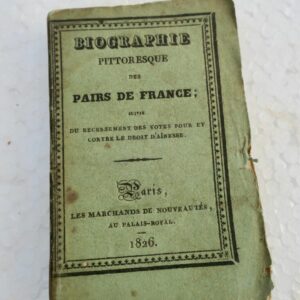 BIOGRAPHIE
PITTORESQUE
DES
PAIRS DE FRANCE;
SUIVIE
DU RECENSEMENT DES VOTES POUR ET
CONTRE LE DROIT D'AÎNESSE.
Paris,
LES MARCHANDS DE NOUVEAUTÉS,
AU PALAIS-ROYAL.
1826.